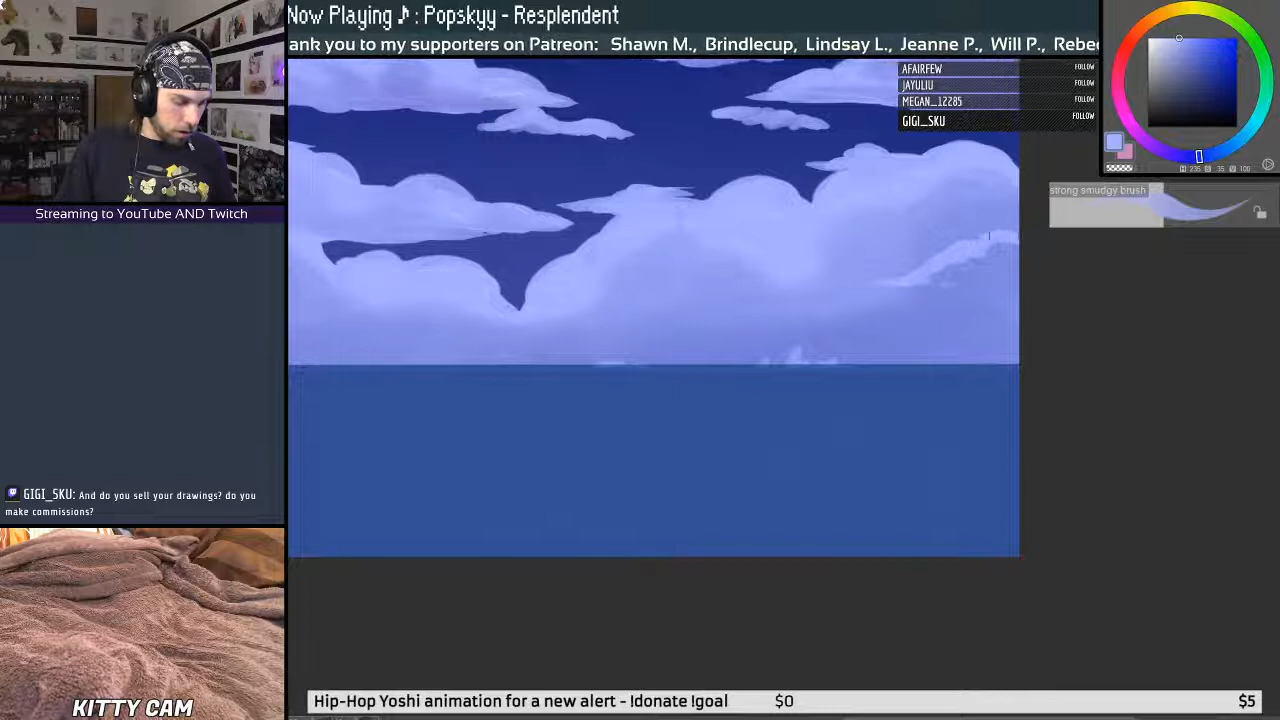 Now Playing ♪ : Popskyy - Resplendent
ank you to my supporters on Patreon: Shawn M., Brindlecup, Lindsay L., Jeanne P., Will P., Rebe
AFAIRFEW FOLLOW
JAYULIU FOLLOW
MEGAN_12285 FOLLOW
GIGI_SKU FOLLOW
strong smudgy brush
Streaming to YouTube AND Twitch
GIGI_SKU: And do you sell your drawings? do you
make commissions?
KITTY CAM
Hip-Hop Yoshi animation for a new alert - !donate !goal $0 $5